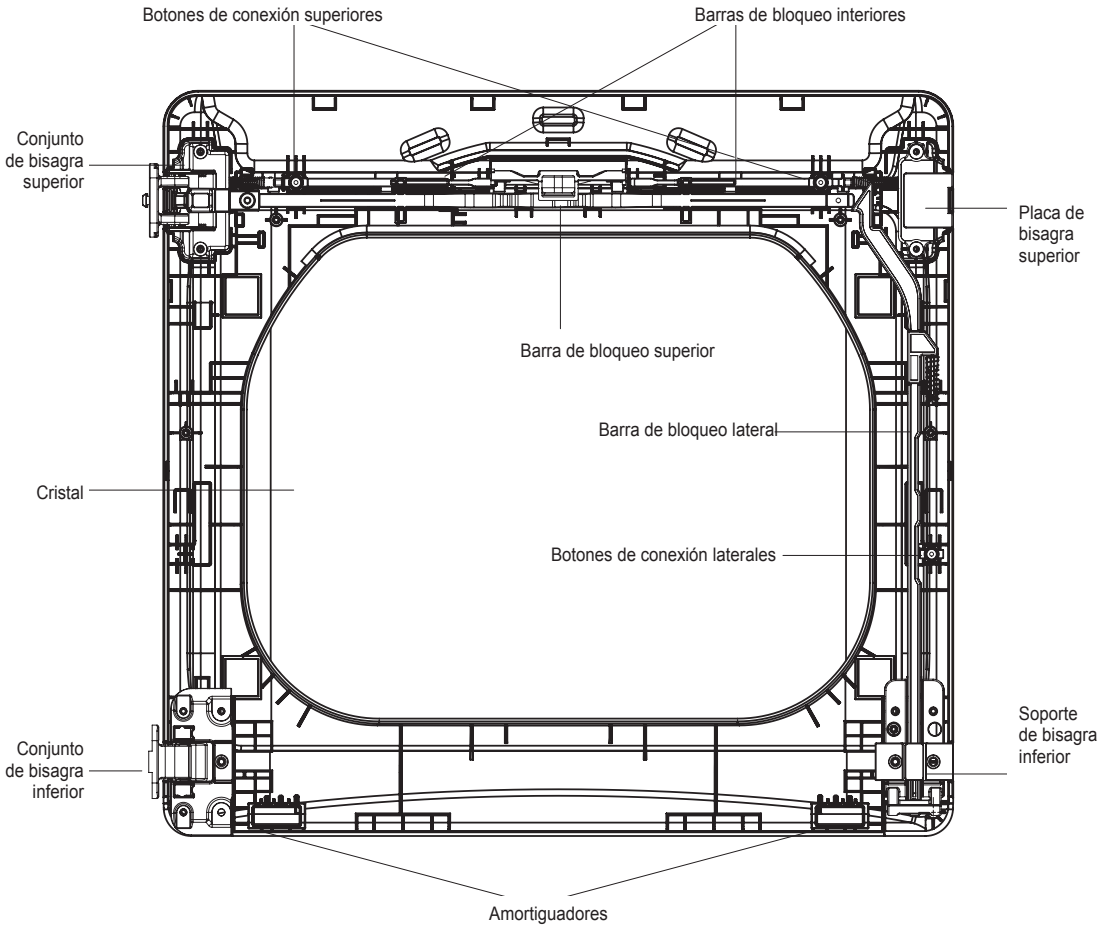 Botones de conexión superiores
Barras de bloqueo interiores
Conjunto
de bisagra
superior
Placa de
bisagra
superior
Barra de bloqueo superior
Barra de bloqueo lateral
Cristal
Botones de conexión laterales
Conjunto
de bisagra
inferior
Soporte
de bisagra
inferior
Amortiguadores